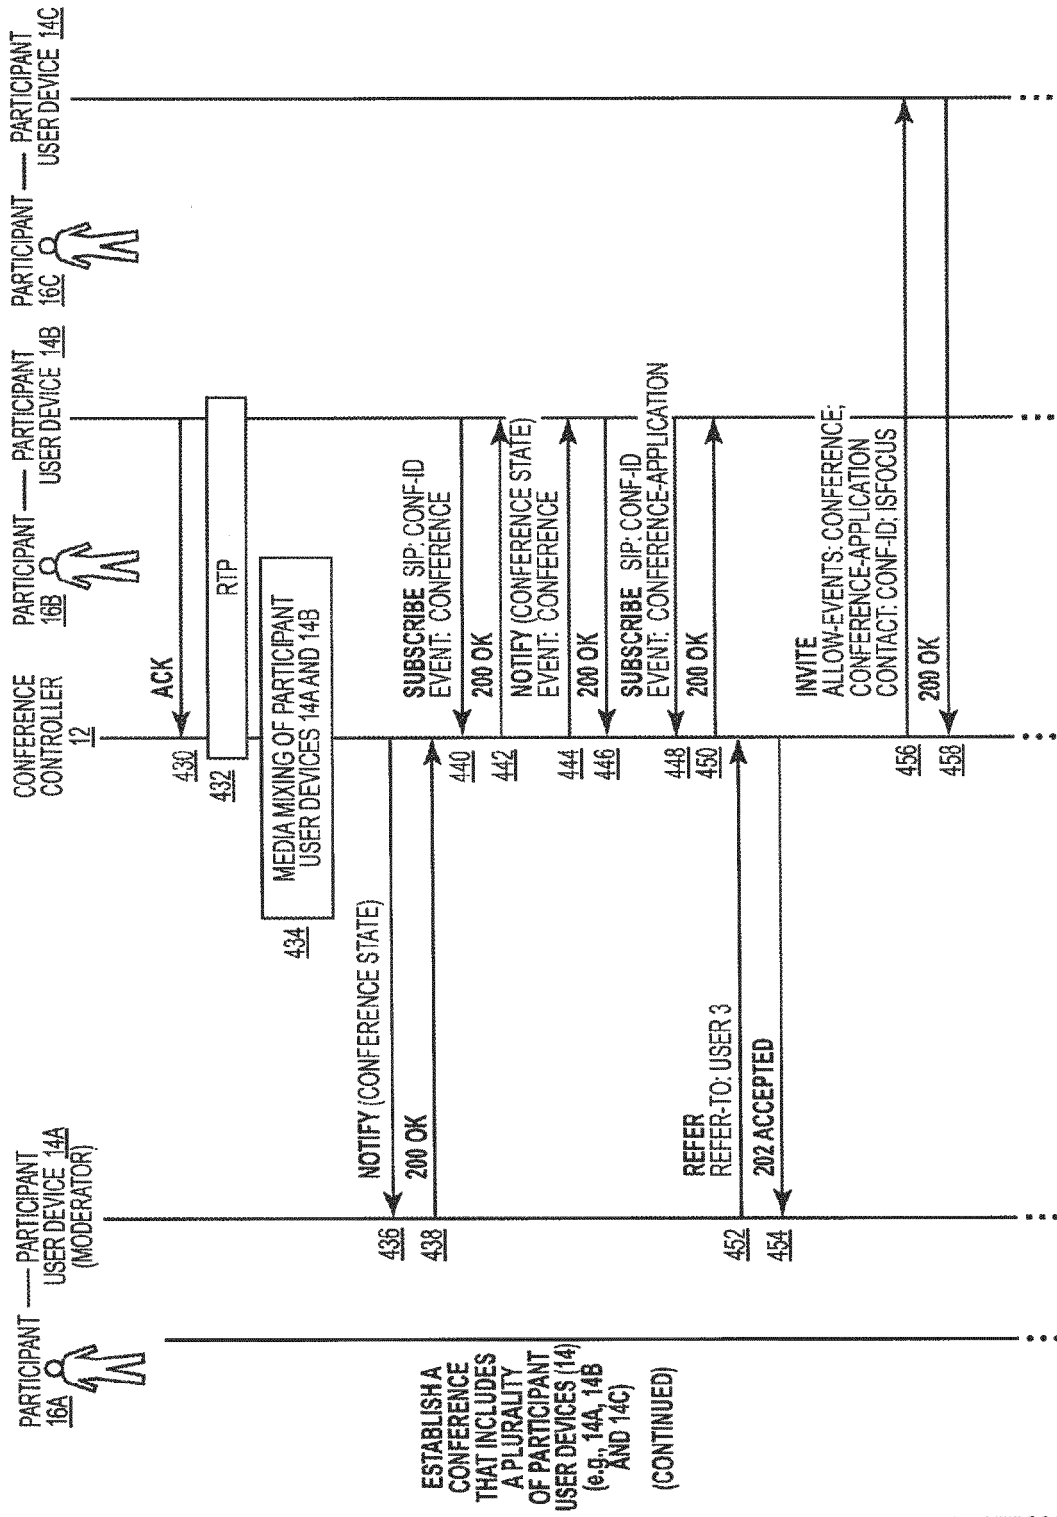 PARTICIPANT — PARTICIPANT
16A
USER DEVICE 14A
(MODERATOR)
CONFERENCE
CONTROLLER
12
PARTICIPANT — PARTICIPANT
16B
USER DEVICE 14B
PARTICIPANT — PARTICIPANT
16C
USER DEVICE 14C
ESTABLISH A
CONFERENCE
THAT INCLUDES
A PLURALITY
OF PARTICIPANT
USER DEVICES (14)
(e.g., 14A, 14B
AND 14C)
(CONTINUED)
ACK
430
RTP
432
MEDIA MIXING OF PARTICIPANT
USER DEVICES 14A AND 14B
434
NOTIFY (CONFERENCE STATE)
436
200 OK
438
SUBSCRIBE SIP: CONF-ID
EVENT: CONFERENCE
440
200 OK
442
NOTIFY (CONFERENCE STATE)
EVENT: CONFERENCE
444
200 OK
446
SUBSCRIBE SIP: CONF-ID
EVENT: CONFERENCE-APPLICATION
448
200 OK
450
REFER
REFER-TO: USER 3
452
202 ACCEPTED
454
INVITE
ALLOW-EVENTS: CONFERENCE;
CONFERENCE-APPLICATION
CONTACT: CONF-ID; ISFOCUS
456
200 OK
458